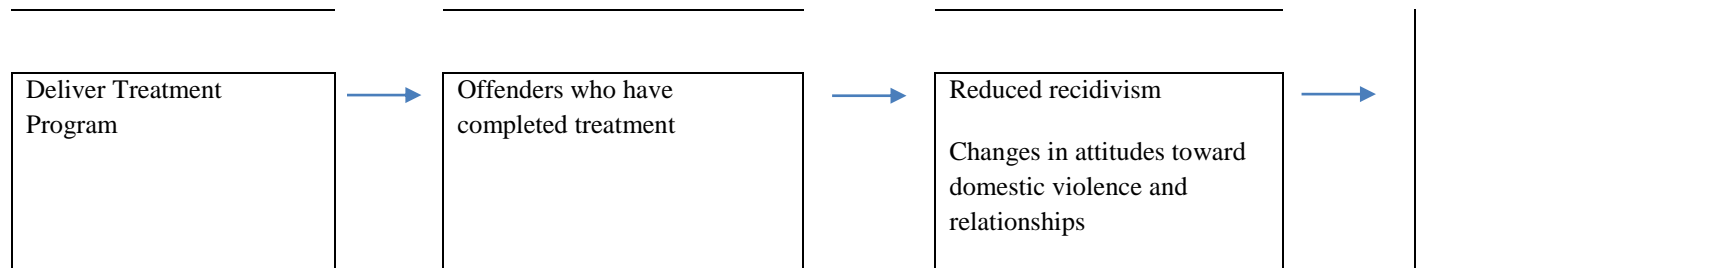 Deliver Treatment
Program
Offenders who have
completed treatment
Reduced recidivism
Changes in attitudes toward
domestic violence and
relationships